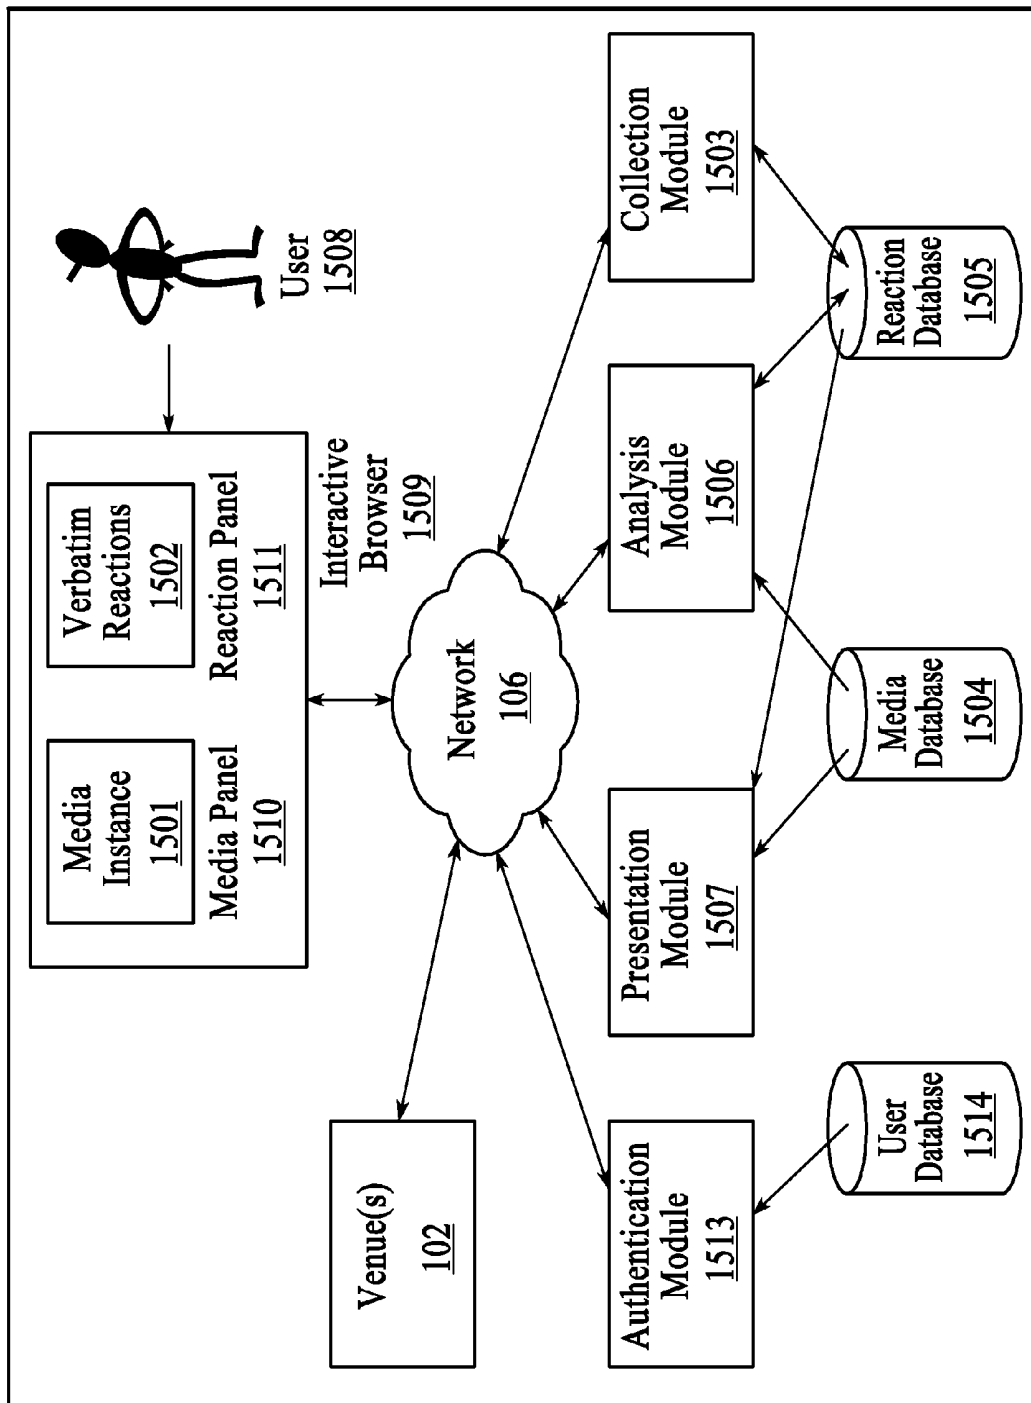 Media
Instance
1501
Media Panel
1510
Verbatim
Reactions
1502
Reaction Panel
1511
User
1508
Interactive
Browser
1509
Venue(s)
102
Network
106
Authentication
Module
1513
Presentation
Module
1507
Analysis
Module
1506
Collection
Module
1503
User
Database
1514
Media
Database
1504
Reaction
Database
1505